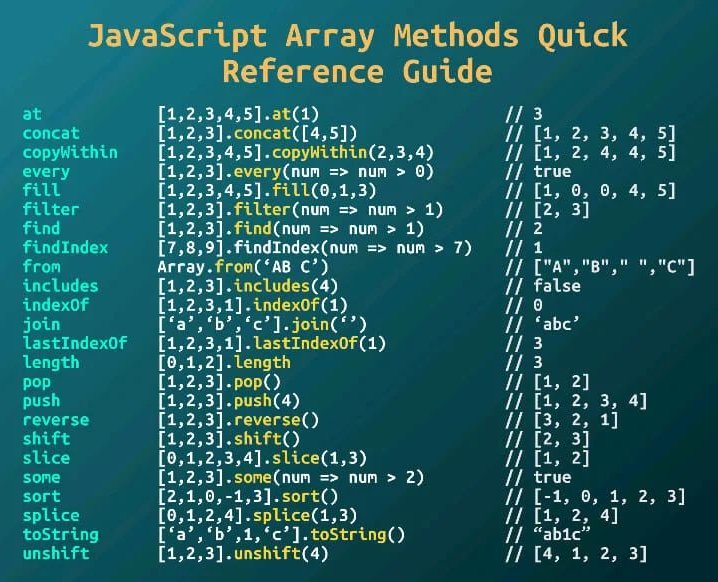 JavaScript Array Methods Quick
Reference Guide
at [1,2,3,4,5].at(1) // 3
concat [1,2,3].concat([4,5]) // [1, 2, 3, 4, 5]
copyWithin [1,2,3,4,5].copyWithin(2,3,4) // [1, 2, 4, 4, 5]
every [1,2,3].every(num => num > 0) // true
fill [1,2,3,4,5].fill(0,1,3) // [1, 0, 0, 4, 5]
filter [1,2,3].filter(num => num > 1) // [2, 3]
find [1,2,3].find(num => num > 1) // 2
findIndex [7,8,9].findIndex(num => num > 7) // 1
from Array.from(‘AB C’) // ["A","B"," ","C"]
includes [1,2,3].includes(4) // false
indexOf [1,2,3,1].indexOf(1) // 0
join [‘a’,‘b’,‘c’].join(‘’) // ‘abc’
lastIndexOf [1,2,3,1].lastIndexOf(1) // 3
length [0,1,2].length // 3
pop [1,2,3].pop() // [1, 2]
push [1,2,3].push(4) // [1, 2, 3, 4]
reverse [1,2,3].reverse() // [3, 2, 1]
shift [1,2,3].shift() // [2, 3]
slice [0,1,2,3,4].slice(1,3) // [1, 2]
some [1,2,3].some(num => num > 2) // true
sort [2,1,0,-1,3].sort() // [-1, 0, 1, 2, 3]
splice [0,1,2,4].splice(1,3) // [1, 2, 4]
toString [‘a’,‘b’,1,‘c’].toString() // “ab1c”
unshift [1,2,3].unshift(4) // [4, 1, 2, 3]